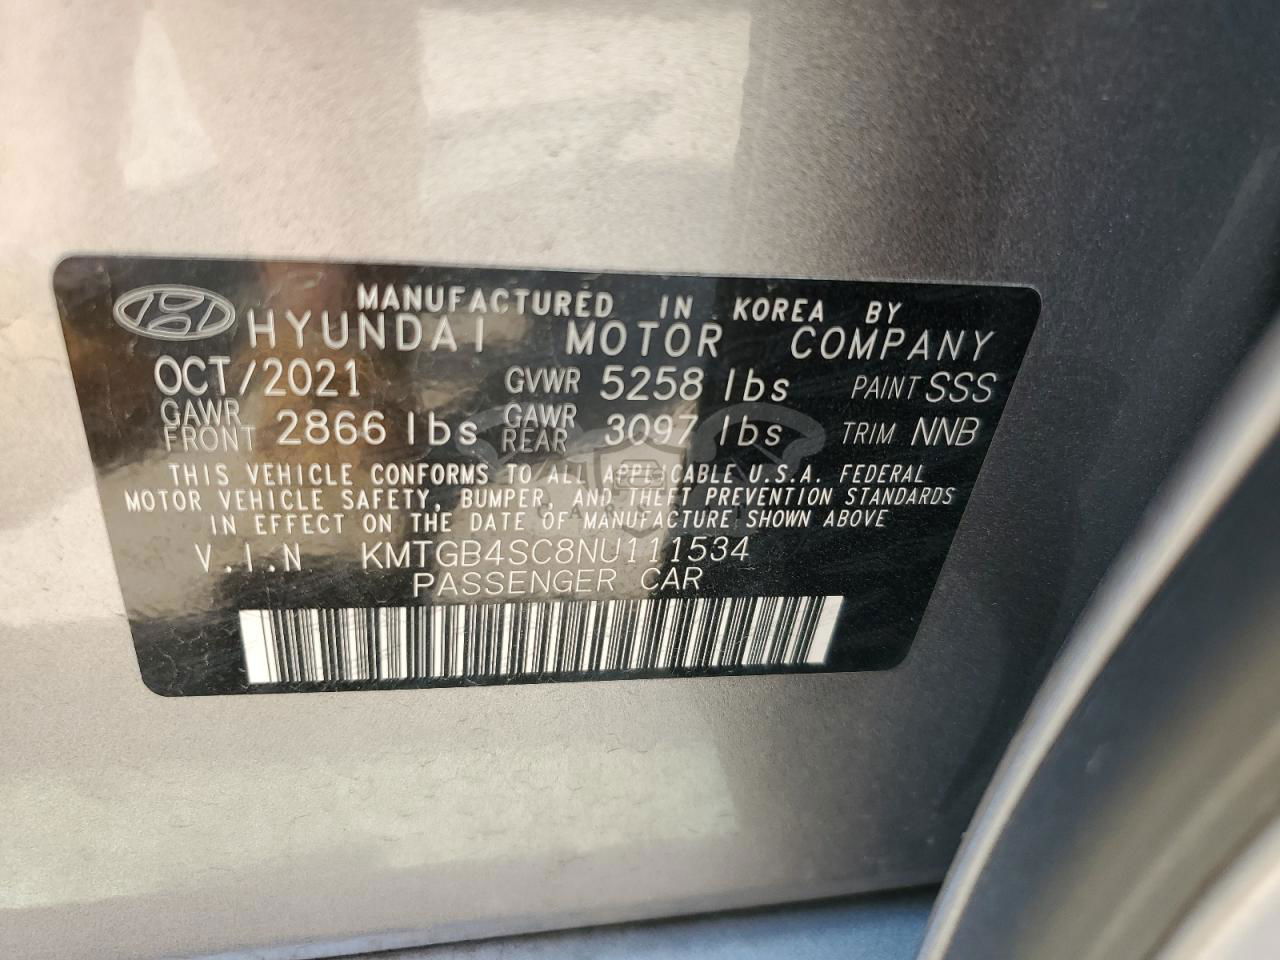 MANUFACTURED IN KOREA BY
HYUNDAI MOTOR COMPANY
OCT/2021 GVWR 5258 lbs PAINT SSS
GAWR FRONT 2866 lbs GAWR REAR 3097 lbs TRIM NNB
THIS VEHICLE CONFORMS TO ALL APPLICABLE U.S.A. FEDERAL
MOTOR VEHICLE SAFETY, BUMPER, AND THEFT PREVENTION STANDARDS
IN EFFECT ON THE DATE OF MANUFACTURE SHOWN ABOVE
V.I.N KMTGB4SC8NU111534
PASSENGER CAR